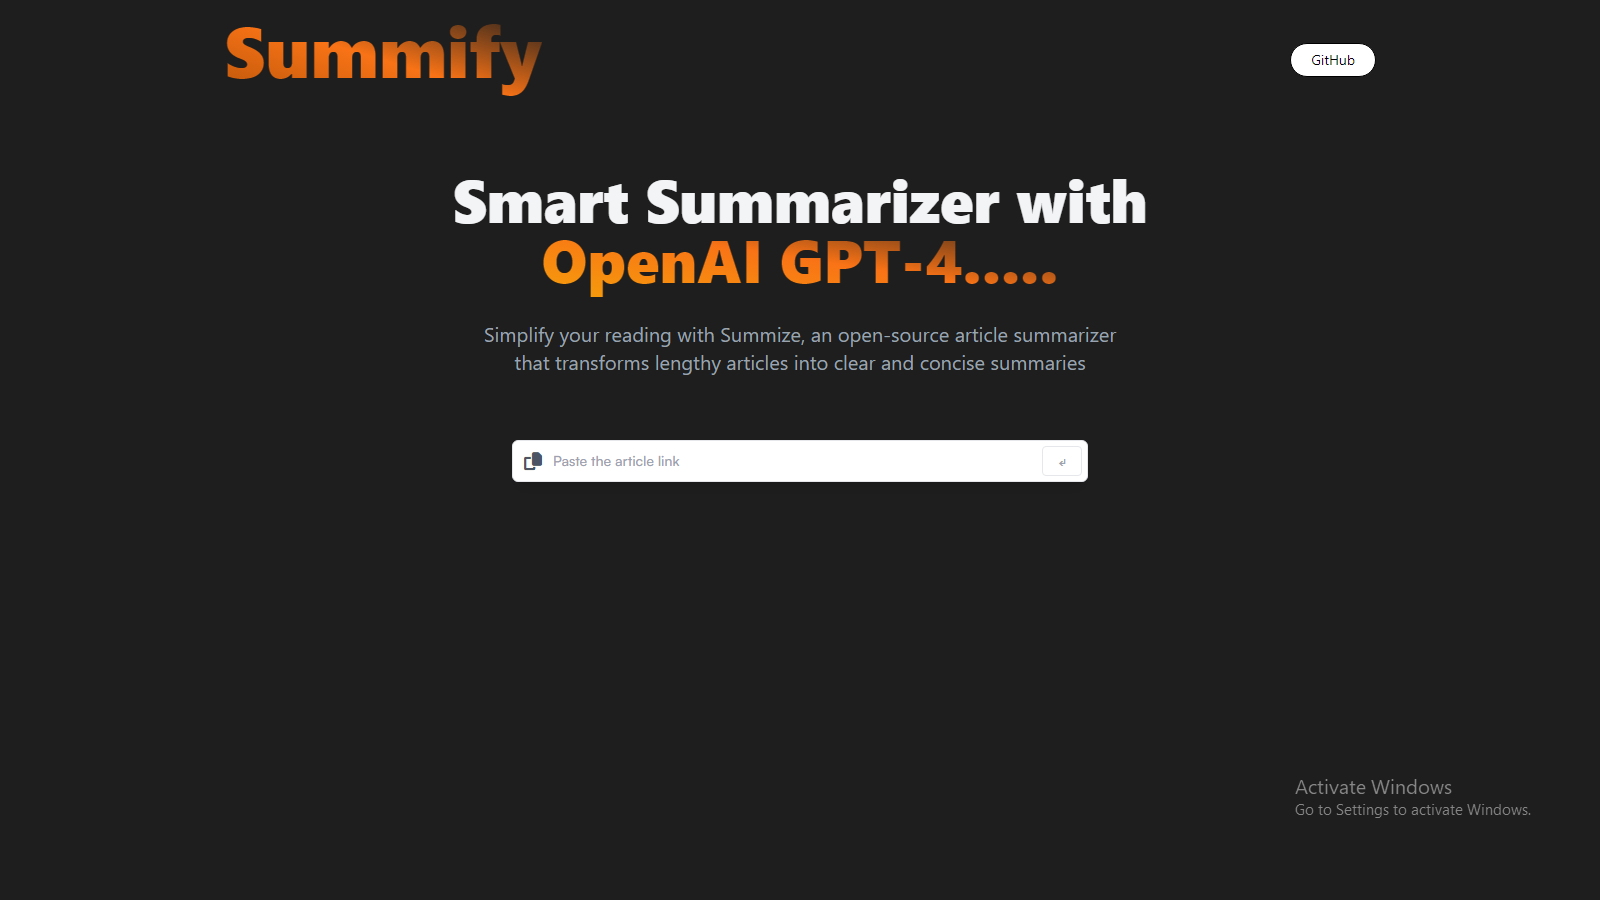 Summify
GitHub
Smart Summarizer with
OpenAI GPT-4.....
Simplify your reading with Summize, an open-source article summarizer
that transforms lengthy articles into clear and concise summaries
Paste the article link
↵
Activate Windows
Go to Settings to activate Windows.